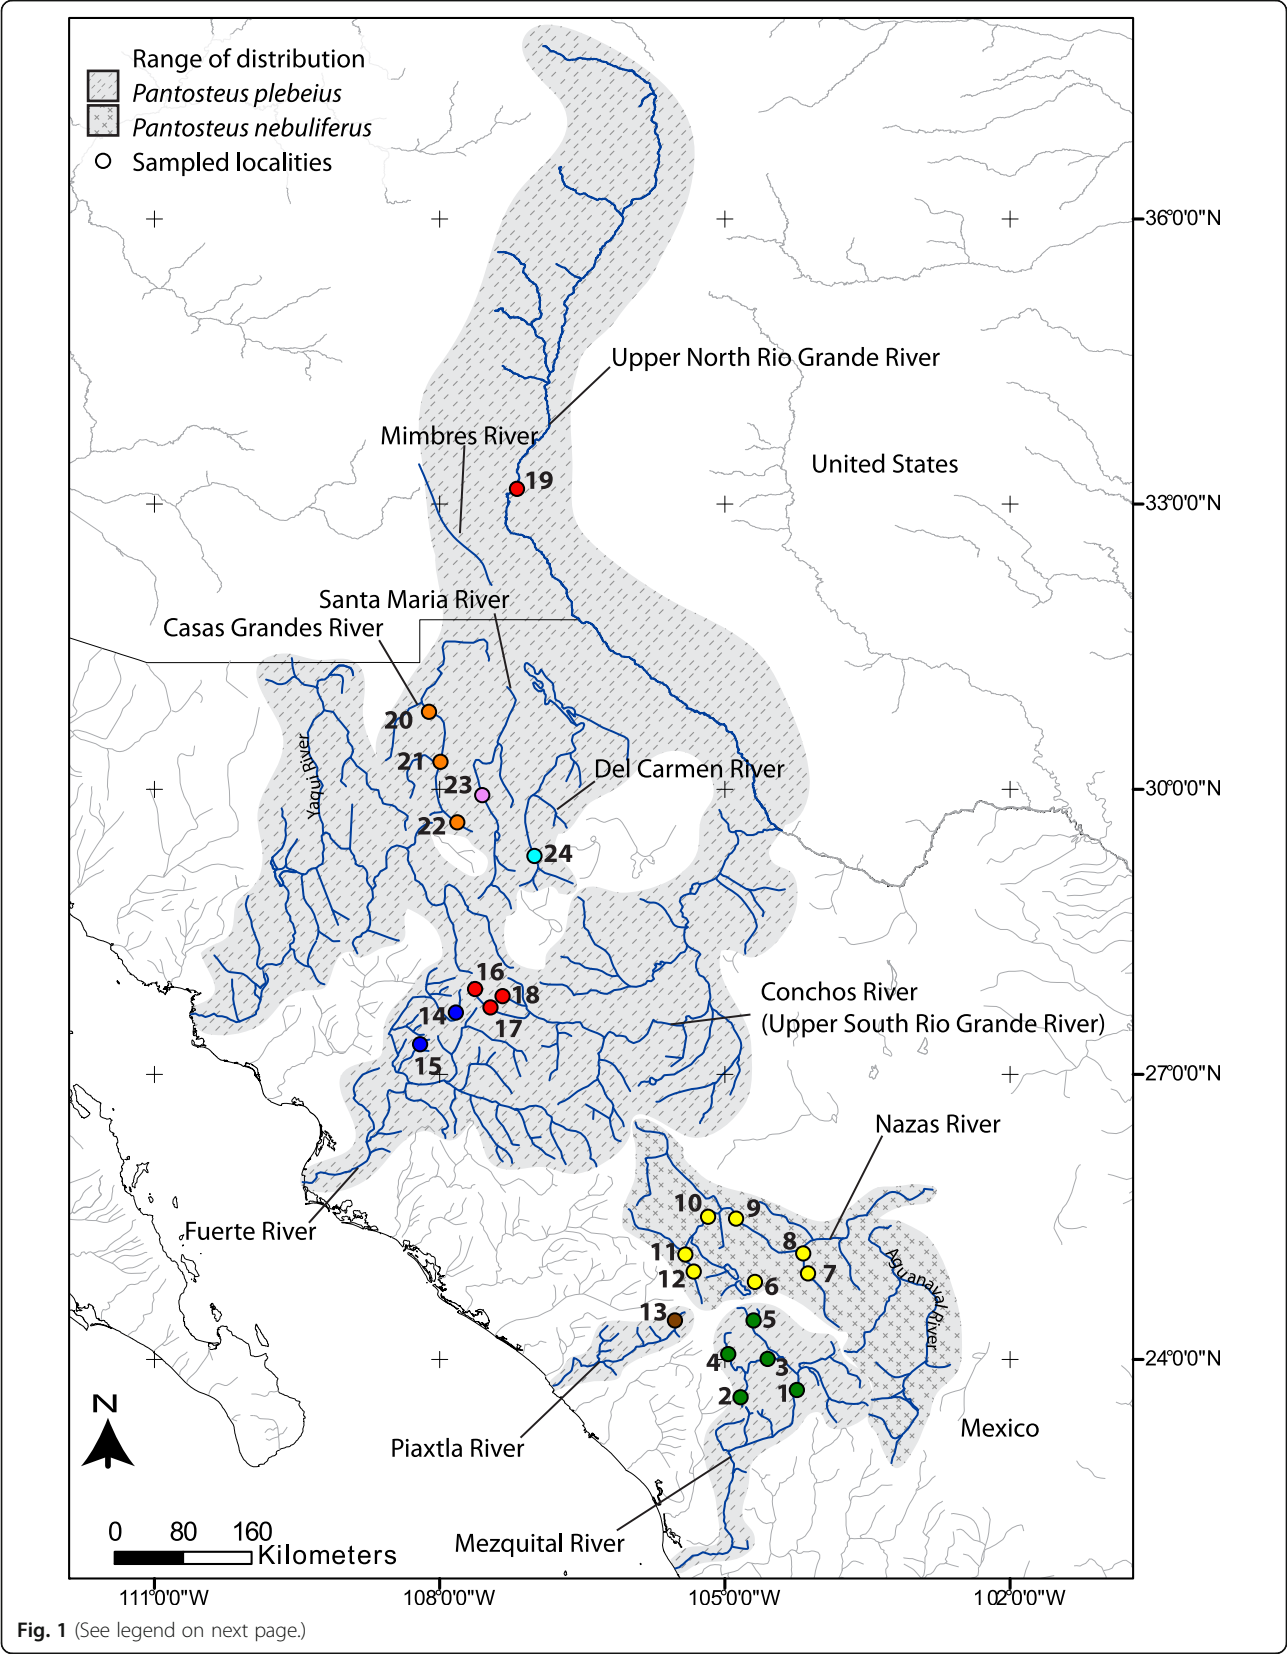 Range of distribution
Pantosteus plebeius
Pantosteus nebuliferus
Sampled localities
36°0'0"N
Upper North Rio Grande River
Mimbres River
United States
19
33°0'0"N
Santa Maria River
Casas Grandes River
20
Yaqui River
21
Del Carmen River
23
30°0'0"N
22
24
16
18
Conchos River
14
17
(Upper South Rio Grande River)
15
27°0'0"N
Nazas River
10
9
Fuerte River
8
11
12
7
6
Aguanaval River
13
5
4
3
24°0'0"N
2
1
N
Mexico
Piaxtla River
0 80 160
Kilometers
Mezquital River
111°0'0"W
108°0'0"W
105°0'0"W
102°0'0"W
Fig. 1 (See legend on next page.)